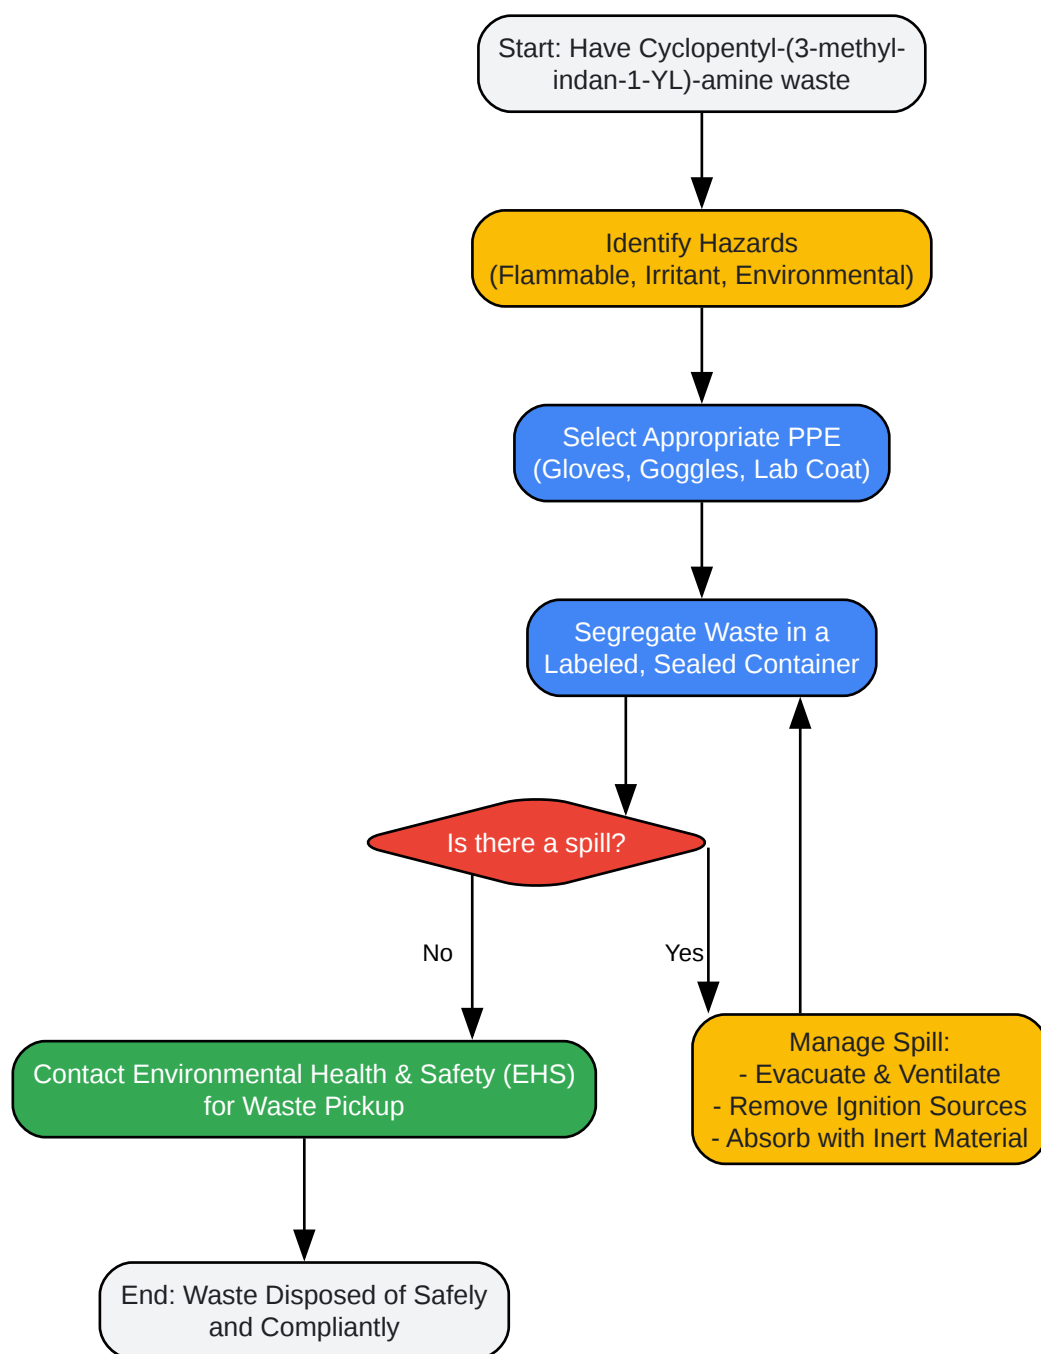 Start: Have Cyclopentyl-(3-methyl-
indan-1-YL)-amine waste
Identify Hazards
(Flammable, Irritant, Environmental)
Select Appropriate PPE
(Gloves, Goggles, Lab Coat)
Segregate Waste in a
Labeled, Sealed Container
Is there a spill?
No
Yes
Contact Environmental Health & Safety (EHS)
for Waste Pickup
Manage Spill:
- Evacuate & Ventilate
- Remove Ignition Sources
- Absorb with Inert Material
End: Waste Disposed of Safely
and Compliantly